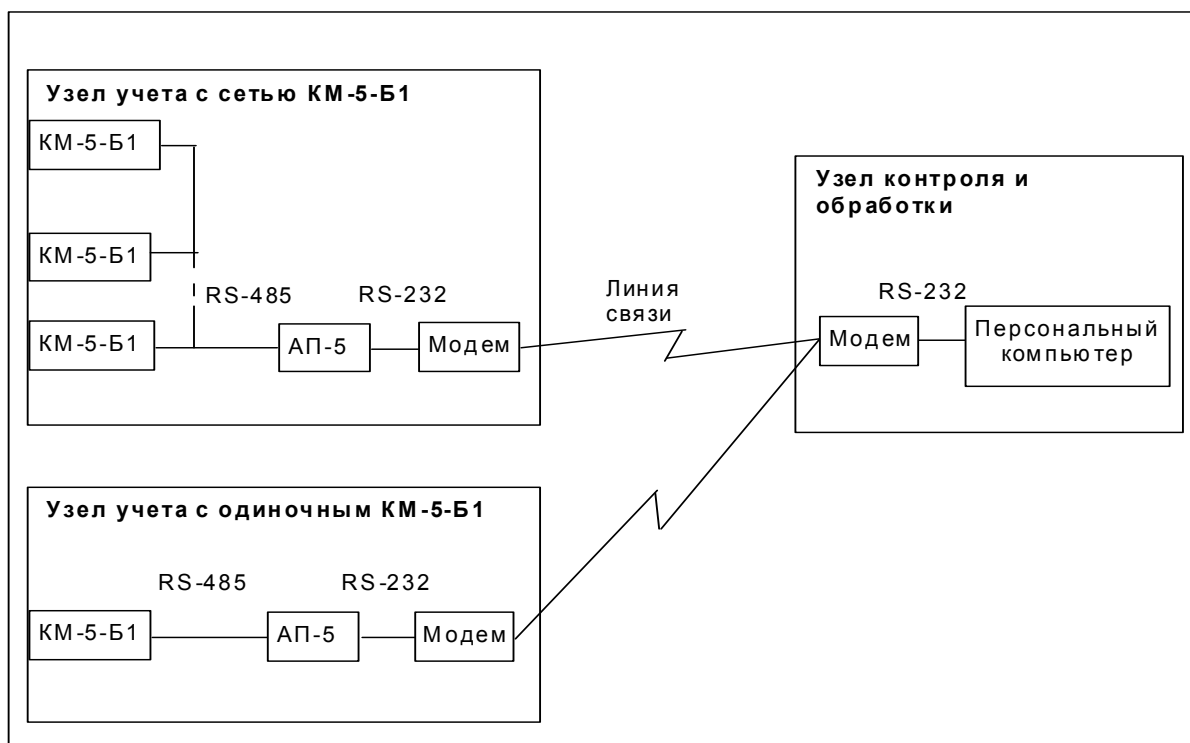 Узел учета с сетью КМ-5-Б1
КМ-5-Б1
КМ-5-Б1
RS-485
RS-232
КМ-5-Б1
АП-5
Модем
Линия
связи
Узел контроля и
обработки
RS-232
Модем
Персональный
компьютер
Узел учета с одиночным КМ-5-Б1
RS-485
RS-232
КМ-5-Б1
АП-5
Модем